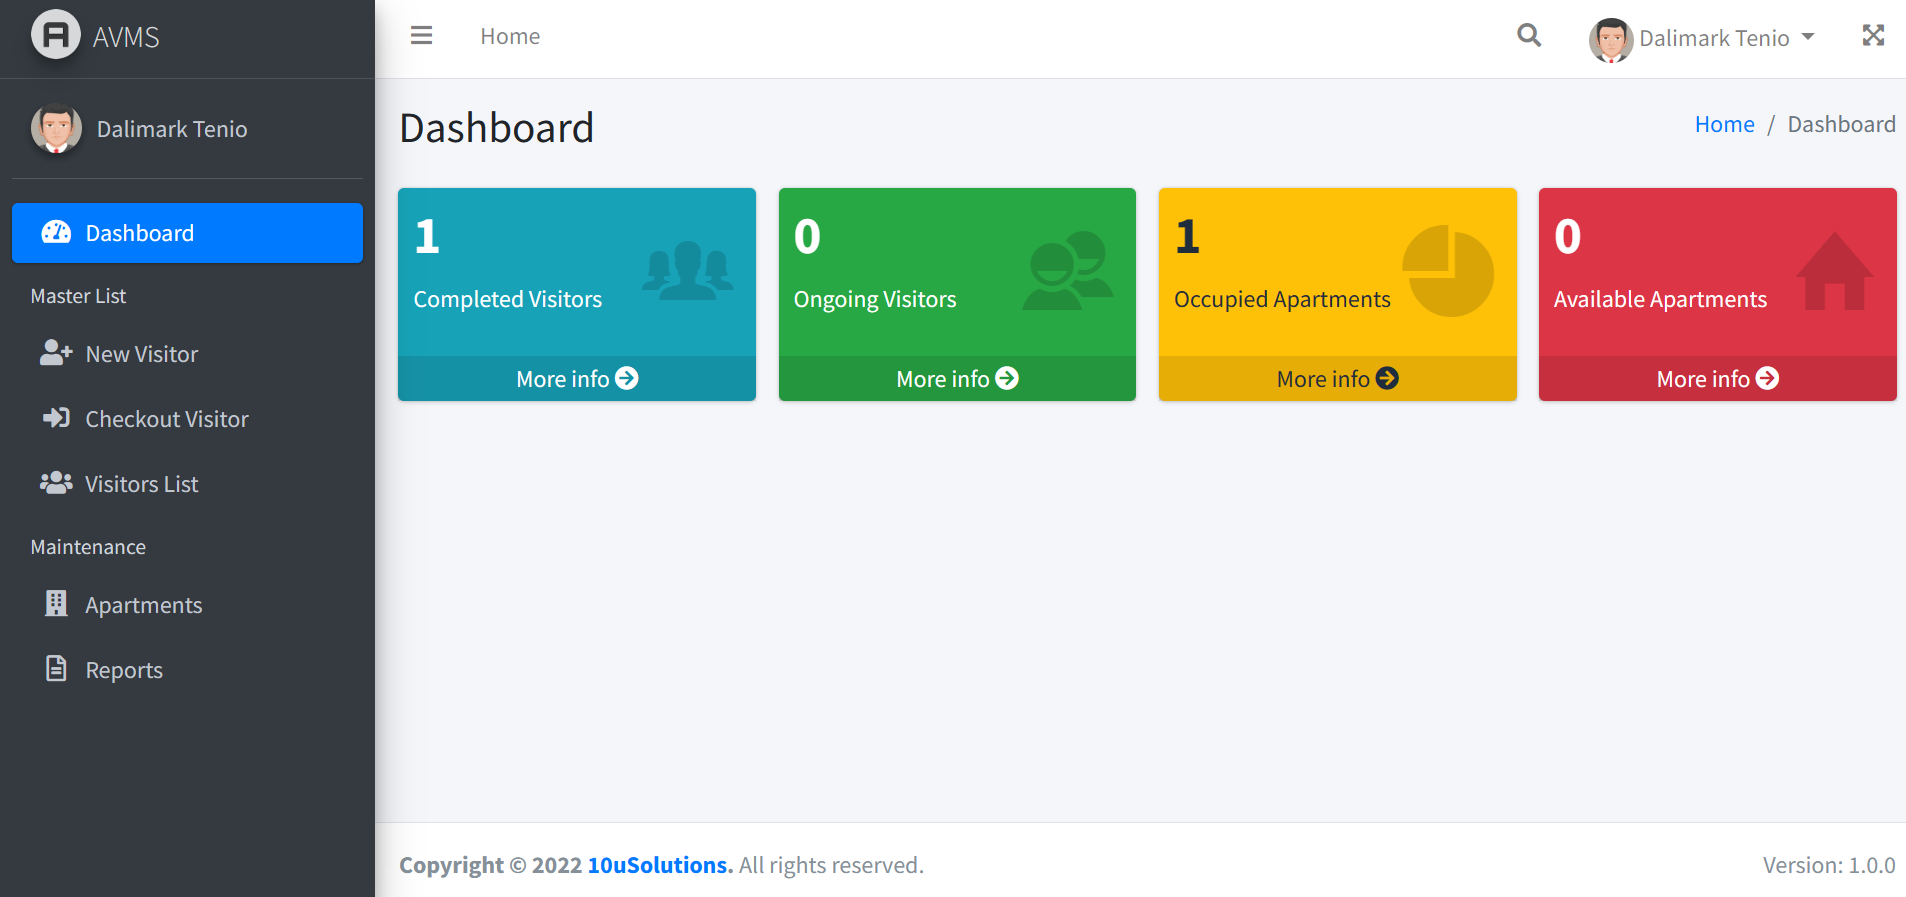 AVMS
Dalimark Tenio
Dashboard
Master List
New Visitor
Checkout Visitor
Visitors List
Maintenance
Apartments
Reports
Home
Dalimark Tenio
Dashboard
Home / Dashboard
1
Completed Visitors
More info
0
Ongoing Visitors
More info
1
Occupied Apartments
More info
0
Available Apartments
More info
Copyright © 2022 10uSolutions. All rights reserved.
Version: 1.0.0